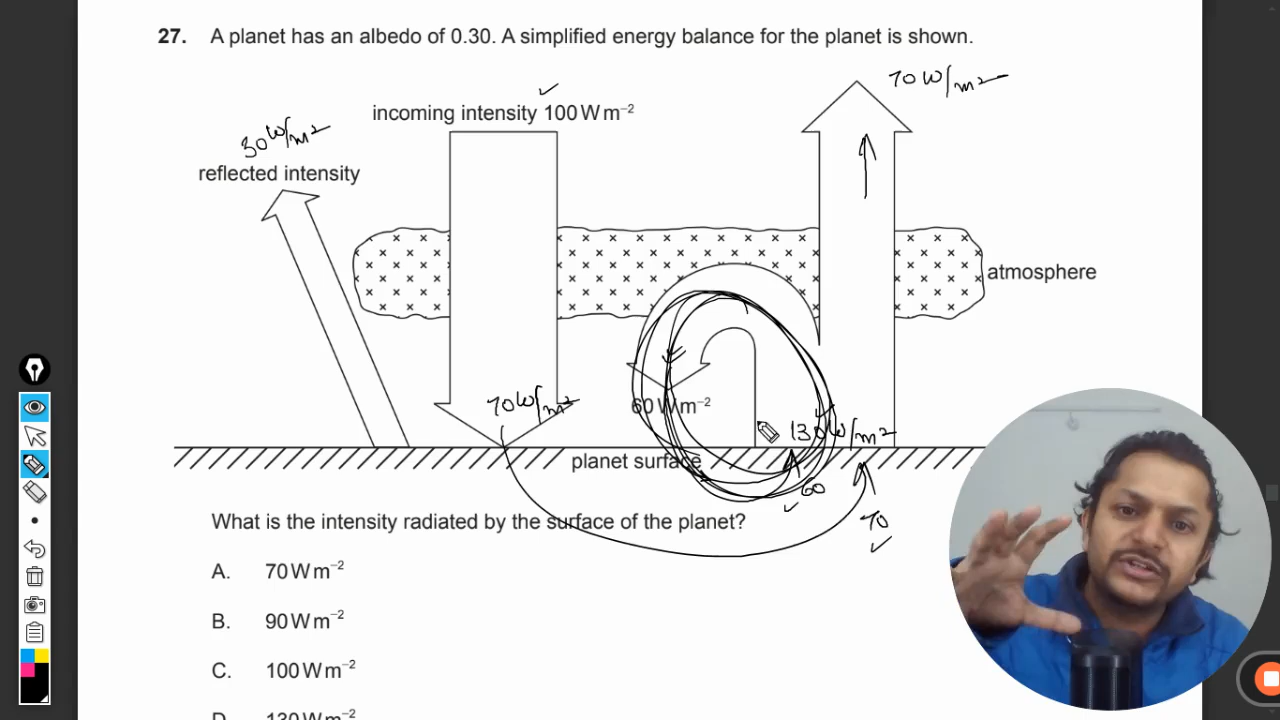 27. A planet has an albedo of 0.30. A simplified energy balance for the planet is shown.
70 W/m²
incoming intensity 100 W m⁻²
30 W/m²
reflected intensity
atmosphere
70 W/m²
60 W m⁻²
130 W/m²
planet surface
60
70
What is the intensity radiated by the surface of the planet?
A. 70 W m⁻²
B. 90 W m⁻²
C. 100 W m⁻²
D. 130 W m⁻²